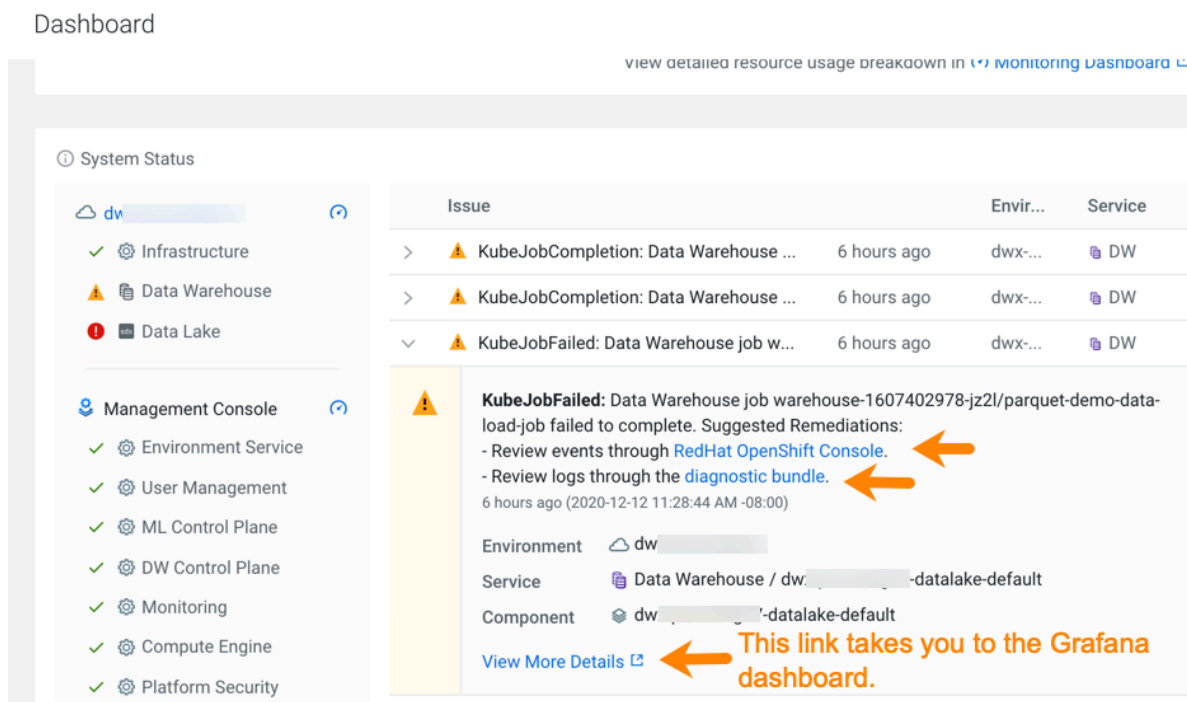 Dashboard
View detailed resource usage breakdown in Monitoring Dashboard
System Status
dw
Infrastructure
Data Warehouse
Data Lake
Management Console
Environment Service
User Management
ML Control Plane
DW Control Plane
Monitoring
Compute Engine
Platform Security
Issue Envir... Service
KubeJobCompletion: Data Warehouse ... 6 hours ago dwx-... DW
KubeJobCompletion: Data Warehouse ... 6 hours ago dwx-... DW
KubeJobFailed: Data Warehouse job w... 6 hours ago dwx-... DW
KubeJobFailed: Data Warehouse job warehouse-1607402978-jz2l/parquet-demo-data-
load-job failed to complete. Suggested Remediations:
- Review events through RedHat OpenShift Console.
- Review logs through the diagnostic bundle.
6 hours ago (2020-12-12 11:28:44 AM -08:00)
Environment dw
Service Data Warehouse / dw -datalake-default
Component dw -datalake-default
View More Details
This link takes you to the Grafana
dashboard.